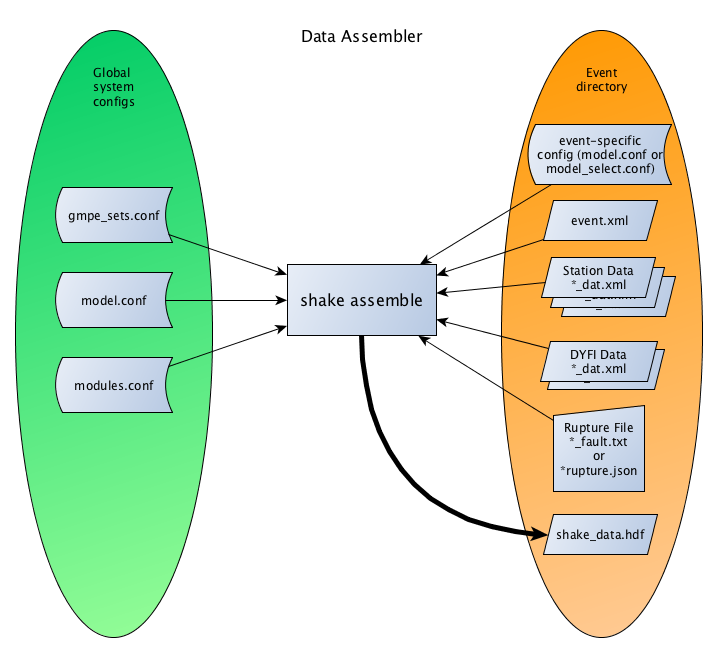 Data Assembler
Global
system
configs
gmpe_sets.conf
model.conf
modules.conf
shake assemble
Event
directory
event-specific
config (model.conf or
model_select.conf)
event.xml
Station Data
*_dat.xml
DYFI Data
*_dat.xml
Rupture File
*_fault.txt
or
*rupture.json
shake_data.hdf